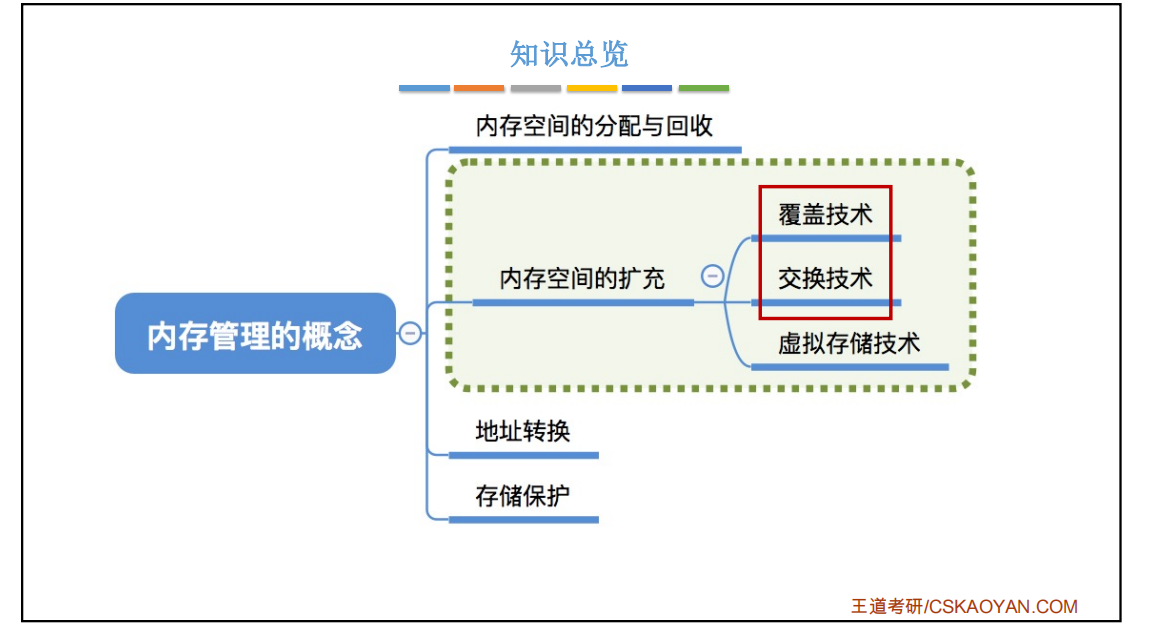 知识总览
内存空间的分配与回收
覆盖技术
内存空间的扩充
交换技术
内存管理的概念
虚拟存储技术
地址转换
存储保护
王道考研/CSKAOYAN.COM